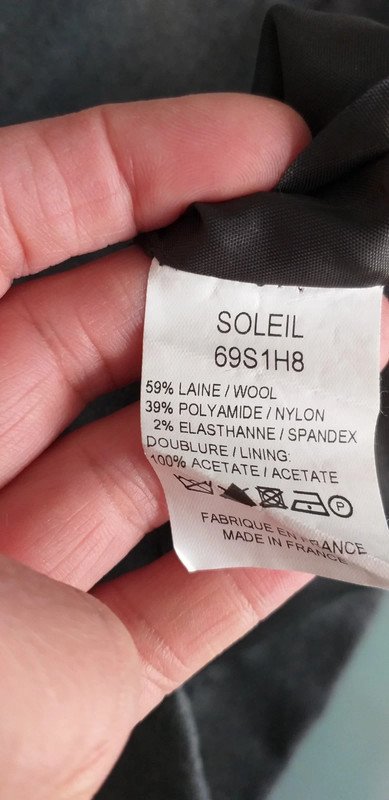 SOLEIL
69S1H8
59% LAINE / WOOL
39% POLYAMIDE / NYLON
2% ELASTHANNE / SPANDEX
DOUBLURE / LINING:
100% ACETATE / ACETATE
P
FABRIQUE EN FRANCE
MADE IN FRANCE